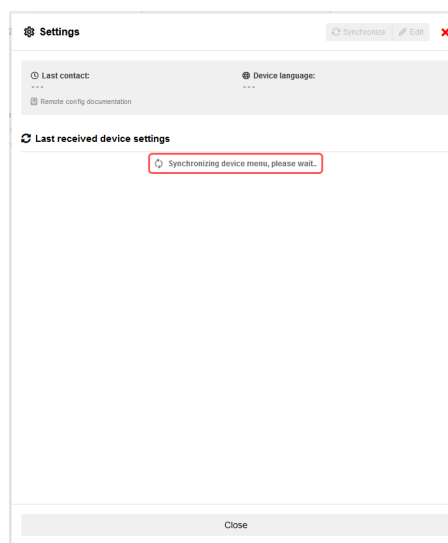 Settings
Synchronize
Edit
Last contact:
Device language:
---
---
Remote config documentation
Last received device settings
Synchronizing device menu, please wait..
Close